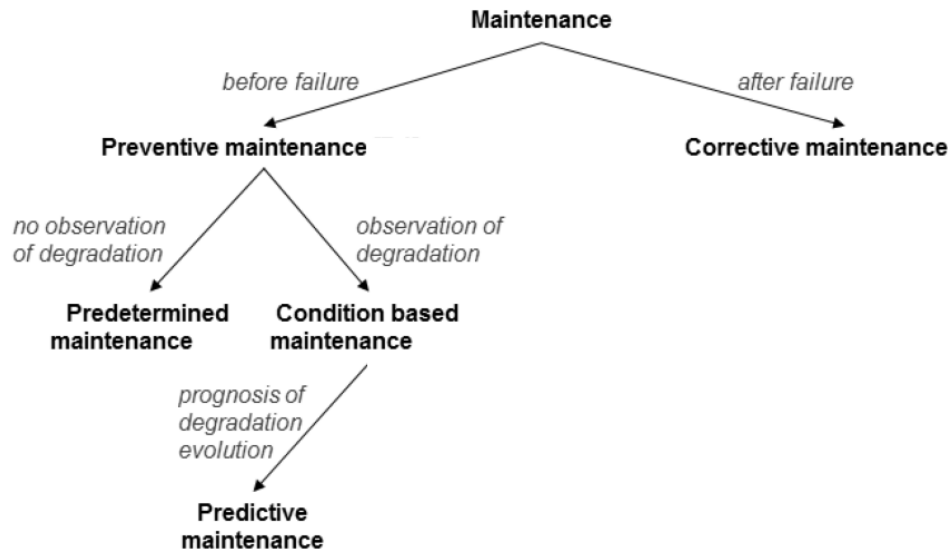 Maintenance
before failure
after failure
Preventive maintenance
Corrective maintenance
no observation
of degradation
observation of
degradation
Predetermined
maintenance
Condition based
maintenance
prognosis of
degradation
evolution
Predictive
maintenance